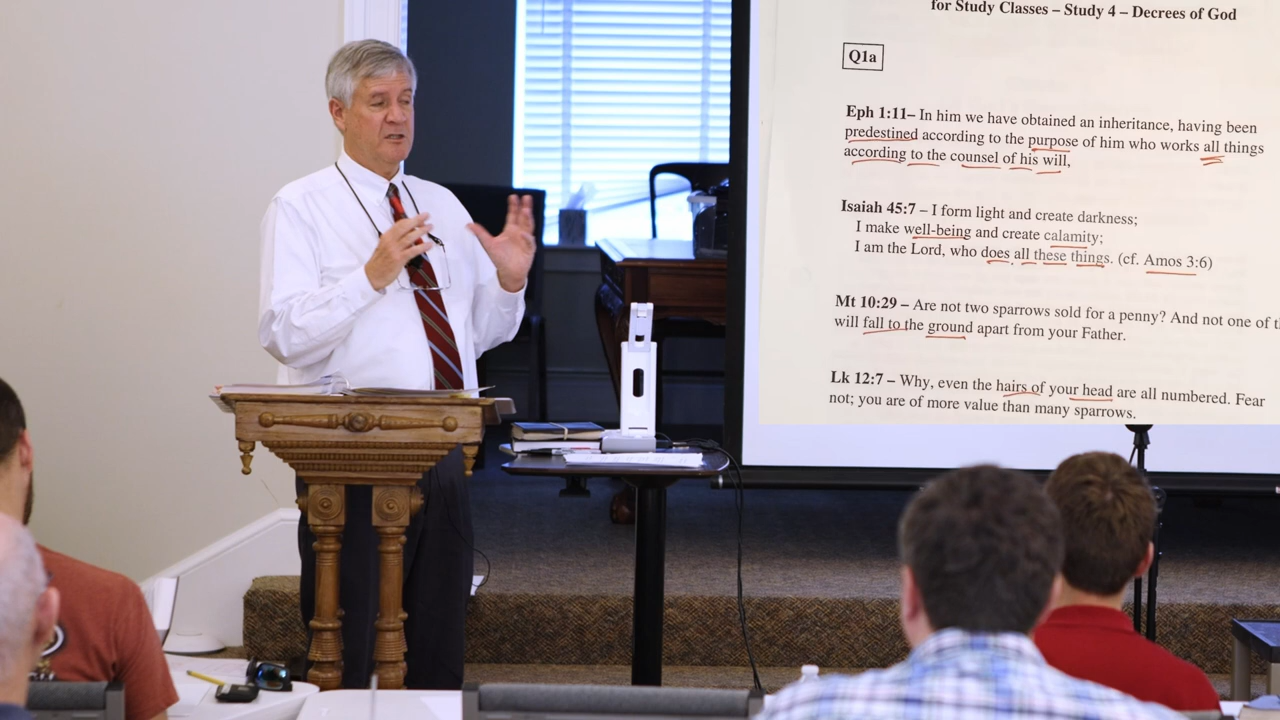 for Study Classes – Study 4 – Decrees of God
Q1a
Eph 1:11– In him we have obtained an inheritance, having been
predestined according to the purpose of him who works all things
according to the counsel of his will,
Isaiah 45:7 – I form light and create darkness;
I make well-being and create calamity;
I am the Lord, who does all these things. (cf. Amos 3:6)
Mt 10:29 – Are not two sparrows sold for a penny? And not one of
will fall to the ground apart from your Father.
Lk 12:7 – Why, even the hairs of your head are all numbered. Fear
not; you are of more value than many sparrows.